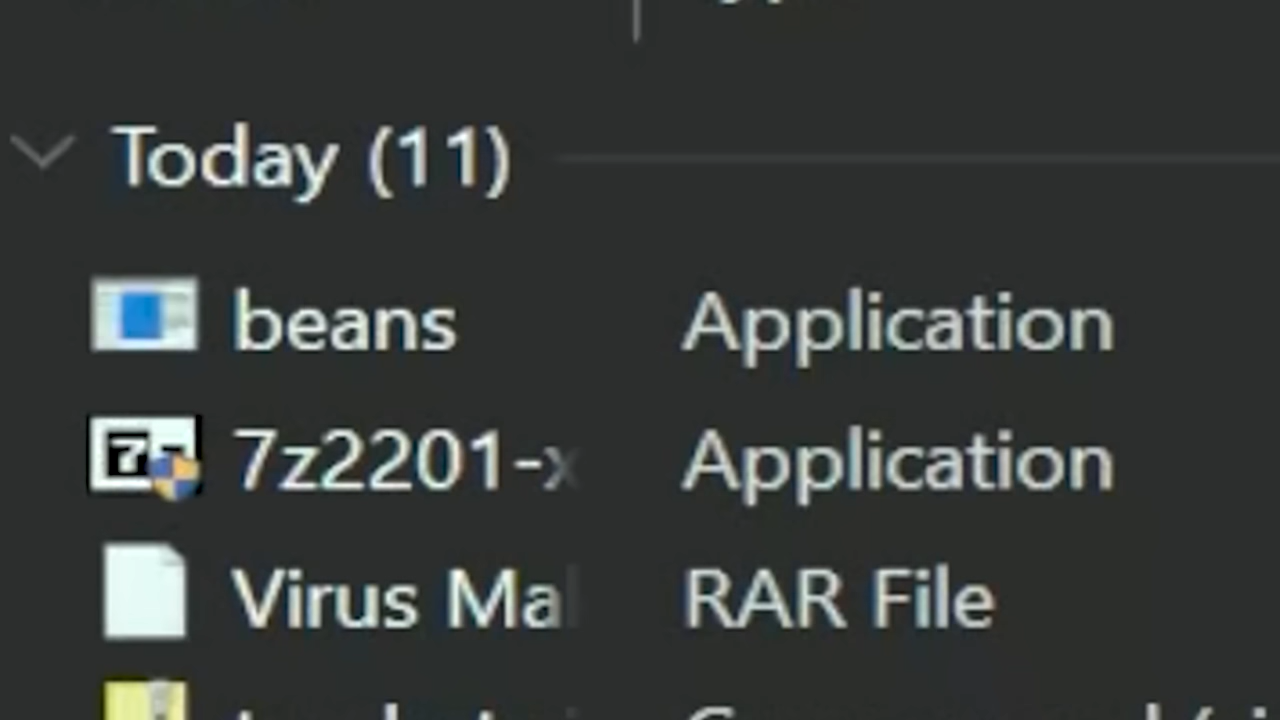 Today (11)
beans Application
7z2201-x Application
Virus Ma RAR File